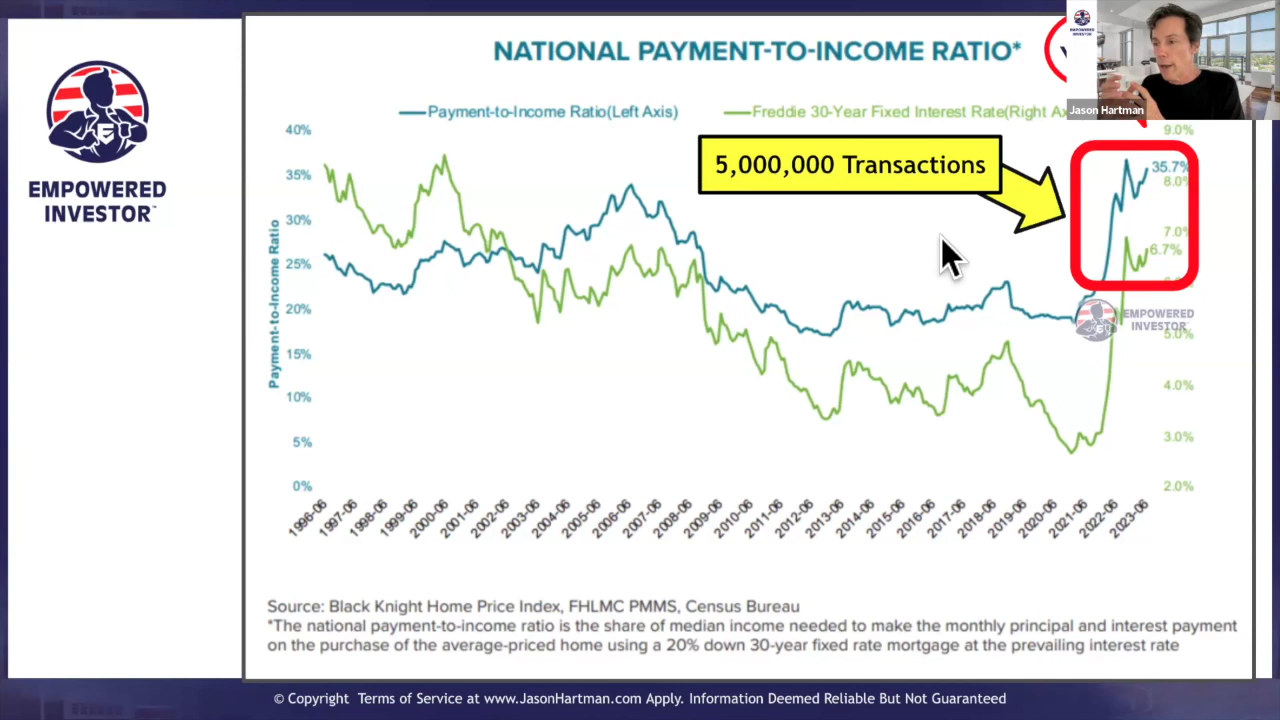 NATIONAL PAYMENT-TO-INCOME RATIO*
EMPOWERED
INVESTOR
Jason Hartman
Payment-to-Income Ratio(Left Axis)
Freddie 30-Year Fixed Interest Rate(Right
5,000,000 Transactions
EMPOWERED
INVESTOR™
Payment-to-Income Ratio
40%
35%
30%
25%
20%
15%
10%
5%
0%
9.0%
35.7%
8.0%
7.0%
6.7%
EMPOWERED
INVESTOR
5.0%
4.0%
3.0%
2.0%
1996-06
1997-06
1998-06
1999-06
2000-06
2001-06
2002-06
2003-06
2004-06
2005-06
2006-06
2007-06
2008-06
2009-06
2010-06
2011-06
2012-06
2013-06
2014-06
2015-06
2016-06
2017-06
2018-06
2019-06
2020-06
2021-06
2022-06
2023-06
Source: Black Knight Home Price Index, FHLMC PMMS, Census Bureau
*The national payment-to-income ratio is the share of median income needed to make the monthly principal and interest payment
on the purchase of the average-priced home using a 20% down 30-year fixed rate mortgage at the prevailing interest rate
© Copyright Terms of Service at www.JasonHartman.com Apply. Information Deemed Reliable But Not Guaranteed